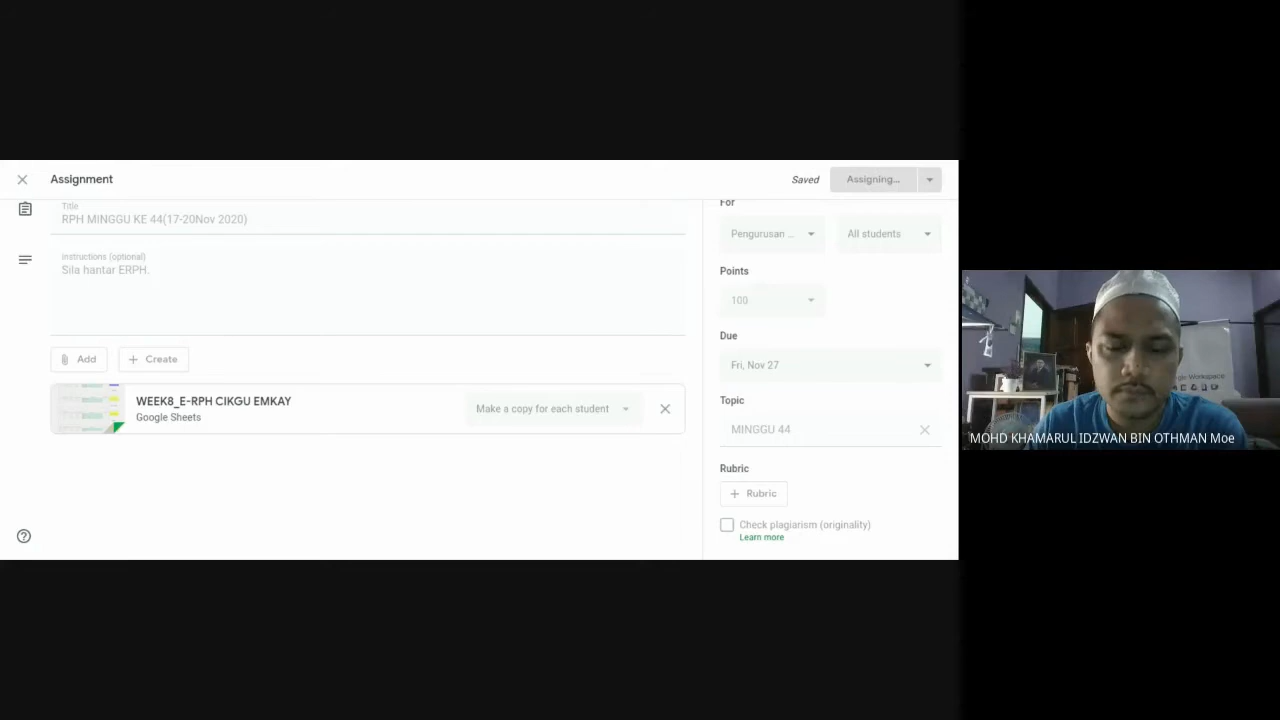 Assignment
Saved
Assigning...
Title
RPH MINGGU KE 44(17-20Nov 2020)
Instructions (optional)
Sila hantar ERPH.
Add
Create
WEEK8_E-RPH CIKGU EMKAY
Google Sheets
Make a copy for each student
For
Pengurusan ...
All students
Points
100
Due
Fri, Nov 27
Topic
MINGGU 44
Rubric
Rubric
Check plagiarism (originality)
Learn more
Workspace
MOHD KHAMARUL IDZWAN BIN OTHMAN Moe